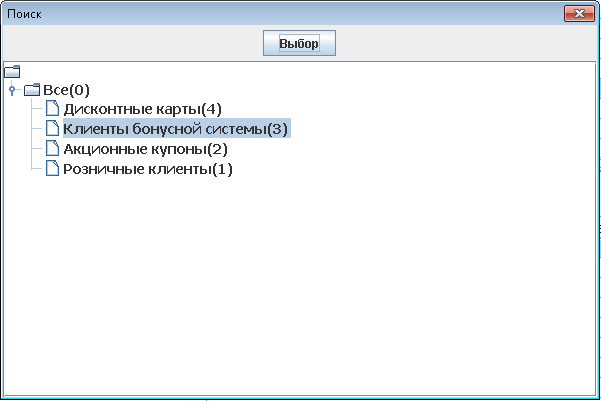 Поиск
Выбор
Все(0)
Дисконтные карты(4)
Клиенты бонусной системы(3)
Акционные купоны(2)
Розничные клиенты(1)